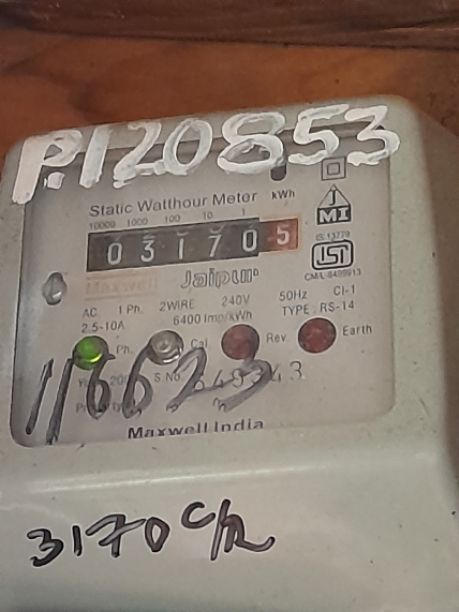 P.120853
Static Watthour Meter kWh
10000 1000 100 10 1
0 3 1 7 0 5
J
MI
IS:13779
ISI
CM/L-8499913
Maxwell Jaipur
AC. 1 Ph. 2WIRE 240V 50Hz Cl-1
2.5-10A 6400 Imp/kWh TYPE: RS-14
Ph. Cal. Rev. Earth
116623
S.No.
Maxwell India
3170 C/R